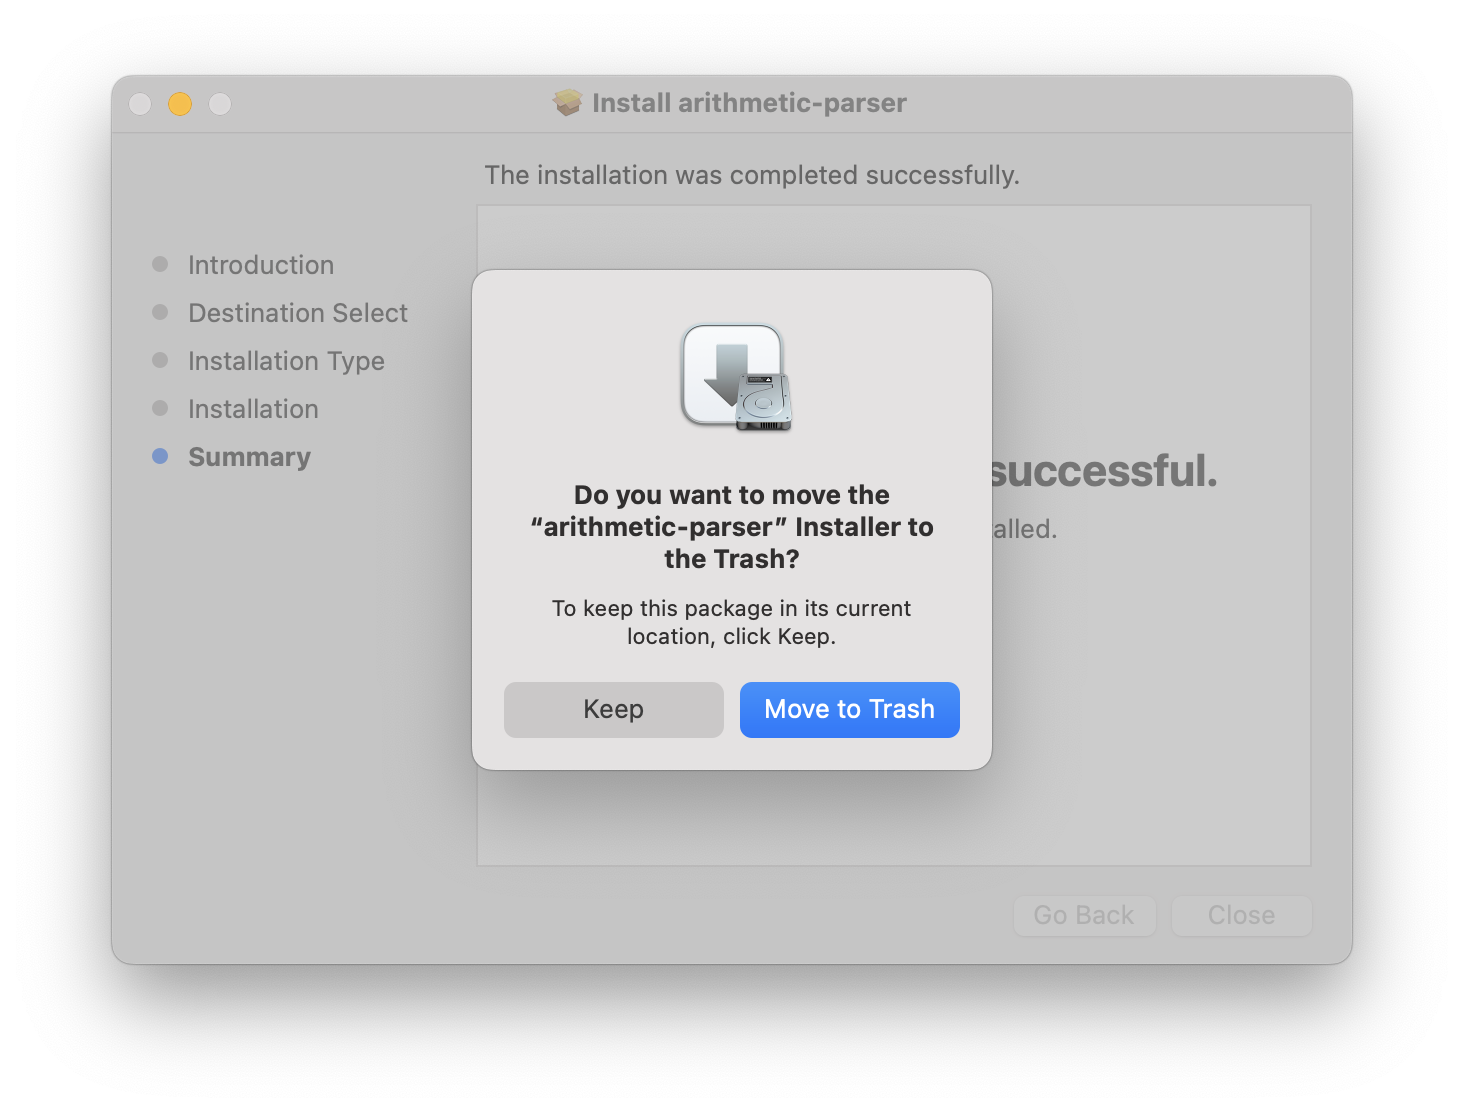 Install arithmetic-parser
The installation was completed successfully.
Introduction
Destination Select
Installation Type
Installation
Summary
successful.
Do you want to move the
“arithmetic-parser” Installer to
the Trash?
To keep this package in its current
location, click Keep.
Keep
Move to Trash
Go Back
Close